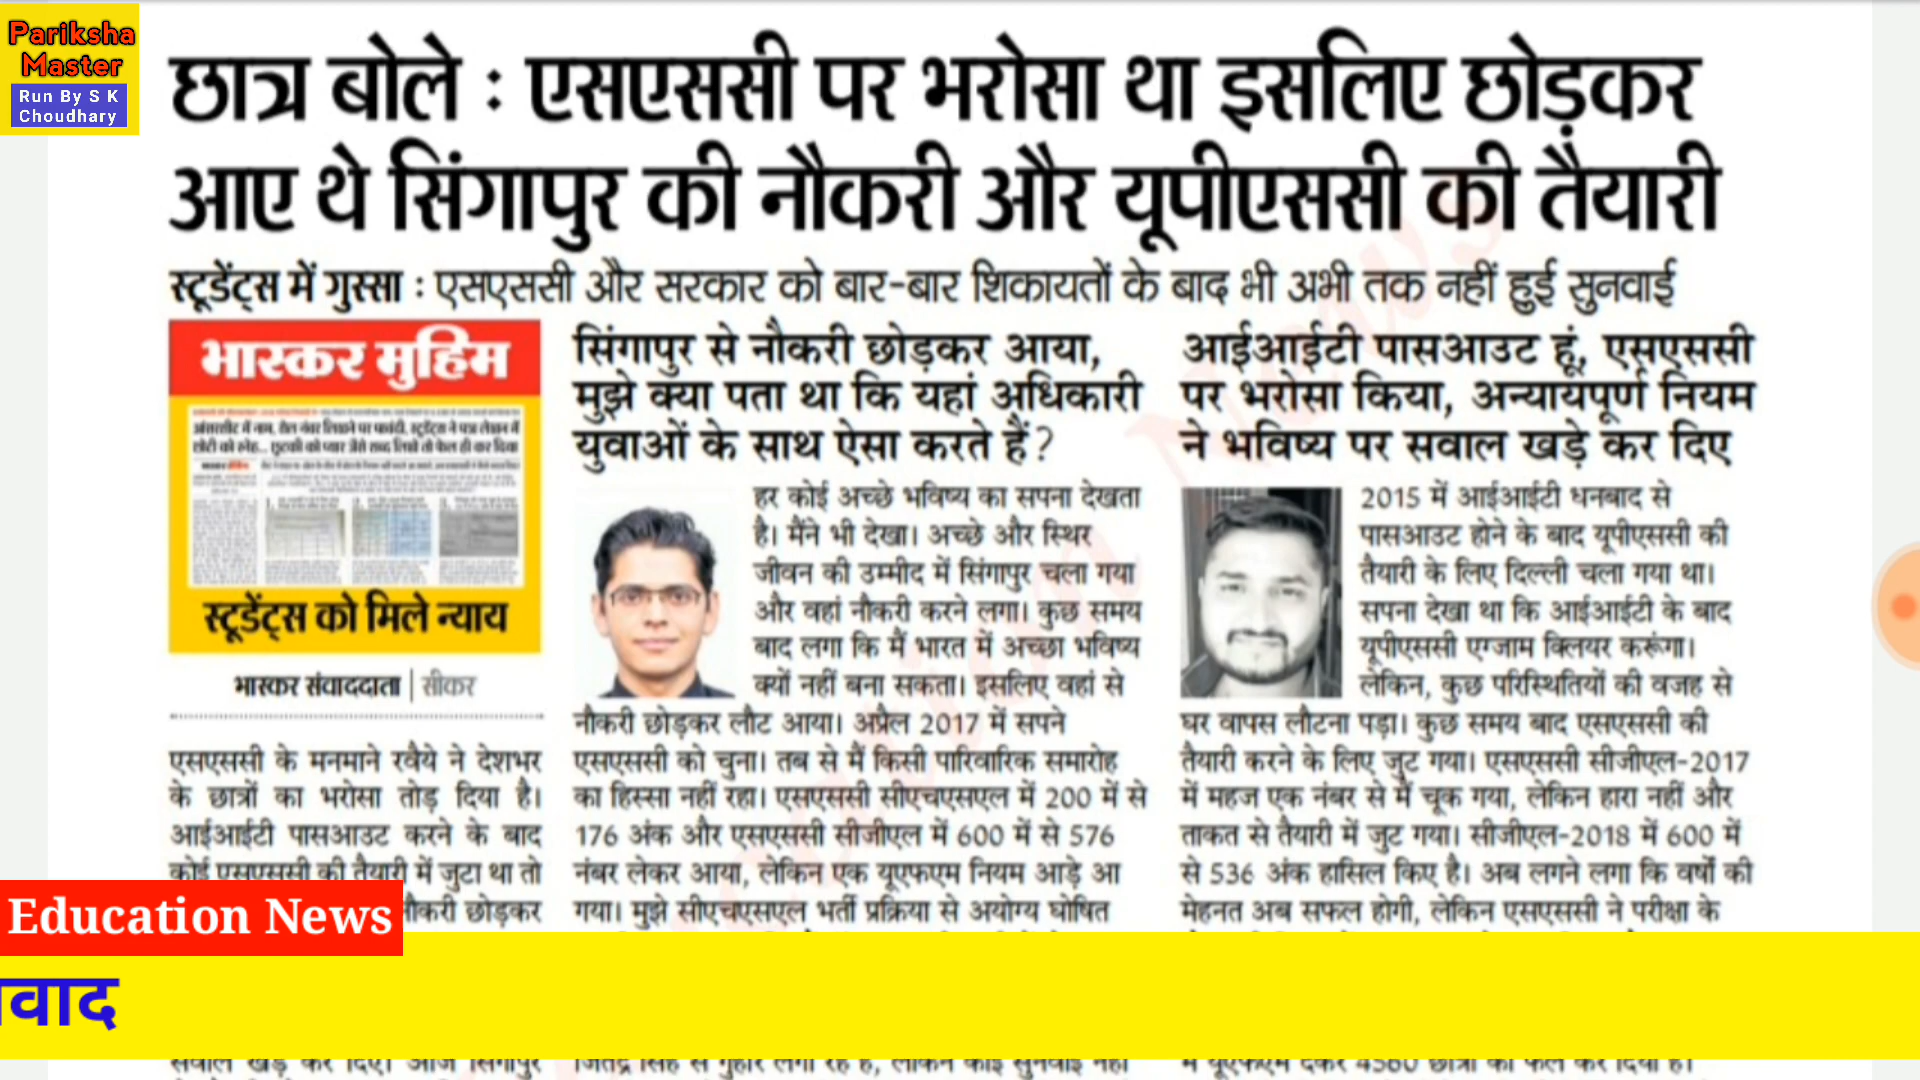 Pariksha
Master
Run By S K
Choudhary
छात्र बोले : एसएससी पर भरोसा था इसलिए छोड़कर
आए थे सिंगापुर की नौकरी और यूपीएससी की तैयारी
स्टूडेंट्स में गुस्सा : एसएससी और सरकार को बार-बार शिकायतों के बाद भी अभी तक नहीं हुई सुनवाई
भास्कर मुहिम
स्टूडेंट्स को मिले न्याय
भास्कर संवाददाता | सीकर
एसएससी के मनमाने रवैये ने देशभर
के छात्रों का भरोसा तोड़ दिया है।
आईआईटी पासआउट करने के बाद
कोई एसएससी की तैयारी में जुटा था तो
नौकरी छोड़कर
सिंगापुर से नौकरी छोड़कर आया,
मुझे क्या पता था कि यहां अधिकारी
युवाओं के साथ ऐसा करते हैं?
हर कोई अच्छे भविष्य का सपना देखता
है। मैंने भी देखा। अच्छे और स्थिर
जीवन की उम्मीद में सिंगापुर चला गया
और वहां नौकरी करने लगा। कुछ समय
बाद लगा कि मैं भारत में अच्छा भविष्य
क्यों नहीं बना सकता। इसलिए वहां से
नौकरी छोड़कर लौट आया। अप्रैल 2017 में सपने
एसएससी को चुना। तब से मैं किसी पारिवारिक समारोह
का हिस्सा नहीं रहा। एसएससी सीएचएसएल में 200 में से
176 अंक और एसएससी सीजीएल में 600 में से 576
नंबर लेकर आया, लेकिन एक यूएफएम नियम आड़े आ
गया। मुझे सीएचएसएल भर्ती प्रक्रिया से अयोग्य घोषित
आईआईटी पासआउट हूं, एसएससी
पर भरोसा किया, अन्यायपूर्ण नियम
ने भविष्य पर सवाल खड़े कर दिए
2015 में आईआईटी धनबाद से
पासआउट होने के बाद यूपीएससी की
तैयारी के लिए दिल्ली चला गया था।
सपना देखा था कि आईआईटी के बाद
यूपीएससी एग्जाम क्लियर करूंगा।
लेकिन, कुछ परिस्थितियों की वजह से
घर वापस लौटना पड़ा। कुछ समय बाद एसएससी की
तैयारी करने के लिए जुट गया। एसएससी सीजीएल-2017
में महज एक नंबर से मैं चूक गया, लेकिन हारा नहीं और
ताकत से तैयारी में जुट गया। सीजीएल-2018 में 600 में
से 536 अंक हासिल किए है। अब लगने लगा कि वर्षों की
मेहनत अब सफल होगी, लेकिन एसएससी ने परीक्षा के
Education News
वाद